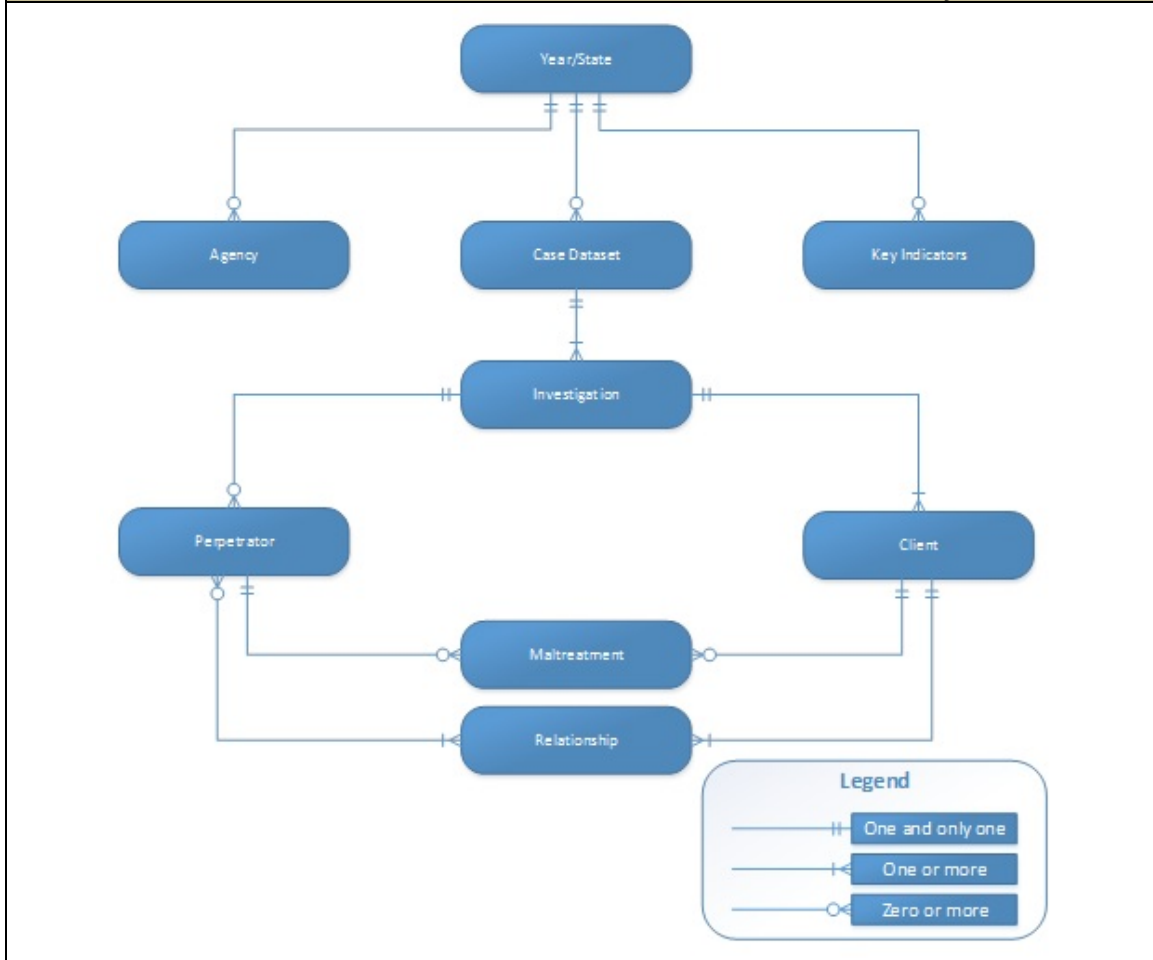 Year/State
Agency
Case Dataset
Key Indicators
Investigation
Perpetrator
Client
Maltreatment
Relationship
Legend
One and only one
One or more
Zero or more